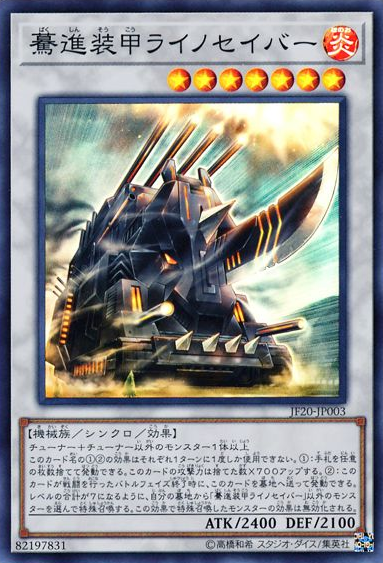 驀進装甲ライノセイバー
炎
JF20-JP003
【機械族／シンクロ／効果】
チューナー＋チューナー以外のモンスター１体以上
このカード名の①②の効果はそれぞれ１ターンに１度しか使用できない。①：手札を任意
の枚数捨てて発動できる。このカードの攻撃力は捨てた数×700アップする。②：この
カードが戦闘を行ったバトルフェイズ終了時に、このカードを墓地へ送って発動できる。
レベルの合計が７になるように、自分の墓地から「驀進装甲ライノセイバー」以外のモンス
ターを選んで特殊召喚する。この効果で特殊召喚したモンスターの効果は無効化される。
ATK/2400 DEF/2100
82197831 ©高橋和希 スタジオ・ダイス/集英社